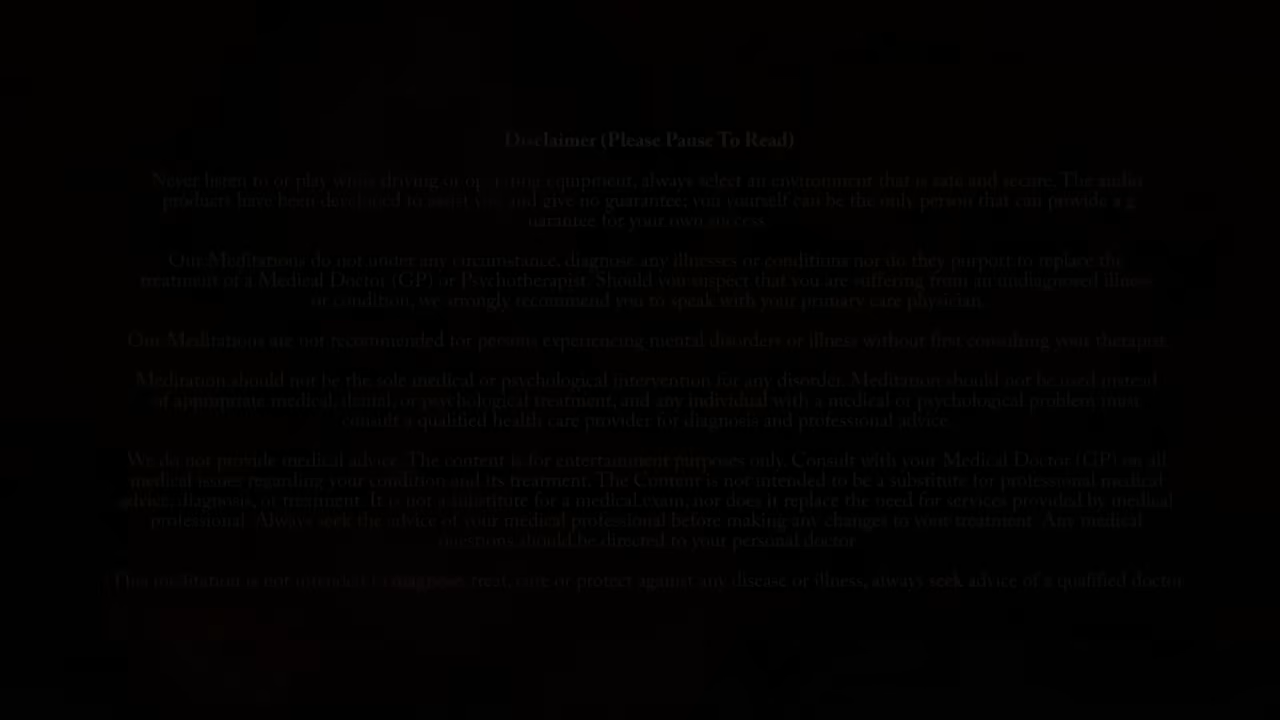 Disclaimer (Please Pause To Read)
Never listen to or play while driving or operating equipment, always select an environment that is safe and secure. The audio
products have been developed to assist you and give no guarantee; you yourself can be the only person that can provide a g
uarantee for your own success.
Our Meditations do not under any circumstance, diagnose any illnesses or conditions nor do they purport to replace the
treatment of a Medical Doctor (GP) or Psychotherapist. Should you suspect that you are suffering from an undiagnosed illness
or condition, we strongly recommend you to speak with your primary care physician.
Our Meditations are not recommended for persons experiencing mental disorders or illness without first consulting your therapist.
Meditation should not be the sole medical or psychological intervention for any disorder. Meditation should not be used instead
of appropriate medical, dental, or psychological treatment, and any individual with a medical or psychological problem must
consult a qualified health care provider for diagnosis and professional advice.
We do not provide medical advice. The content is for entertainment purposes only. Consult with your Medical Doctor (GP) on all
medical issues regarding your condition and its treatment. The Content is not intended to be a substitute for professional medical
advice, diagnosis, or treatment. It is not a substitute for a medical exam, nor does it replace the need for services provided by medical
professional. Always seek the advice of your medical professional before making any changes to your treatment. Any medical
questions should be directed to your personal doctor.
This meditation is not intended to diagnose, treat, cure or protect against any disease or illness, always seek advice of a qualified doctor